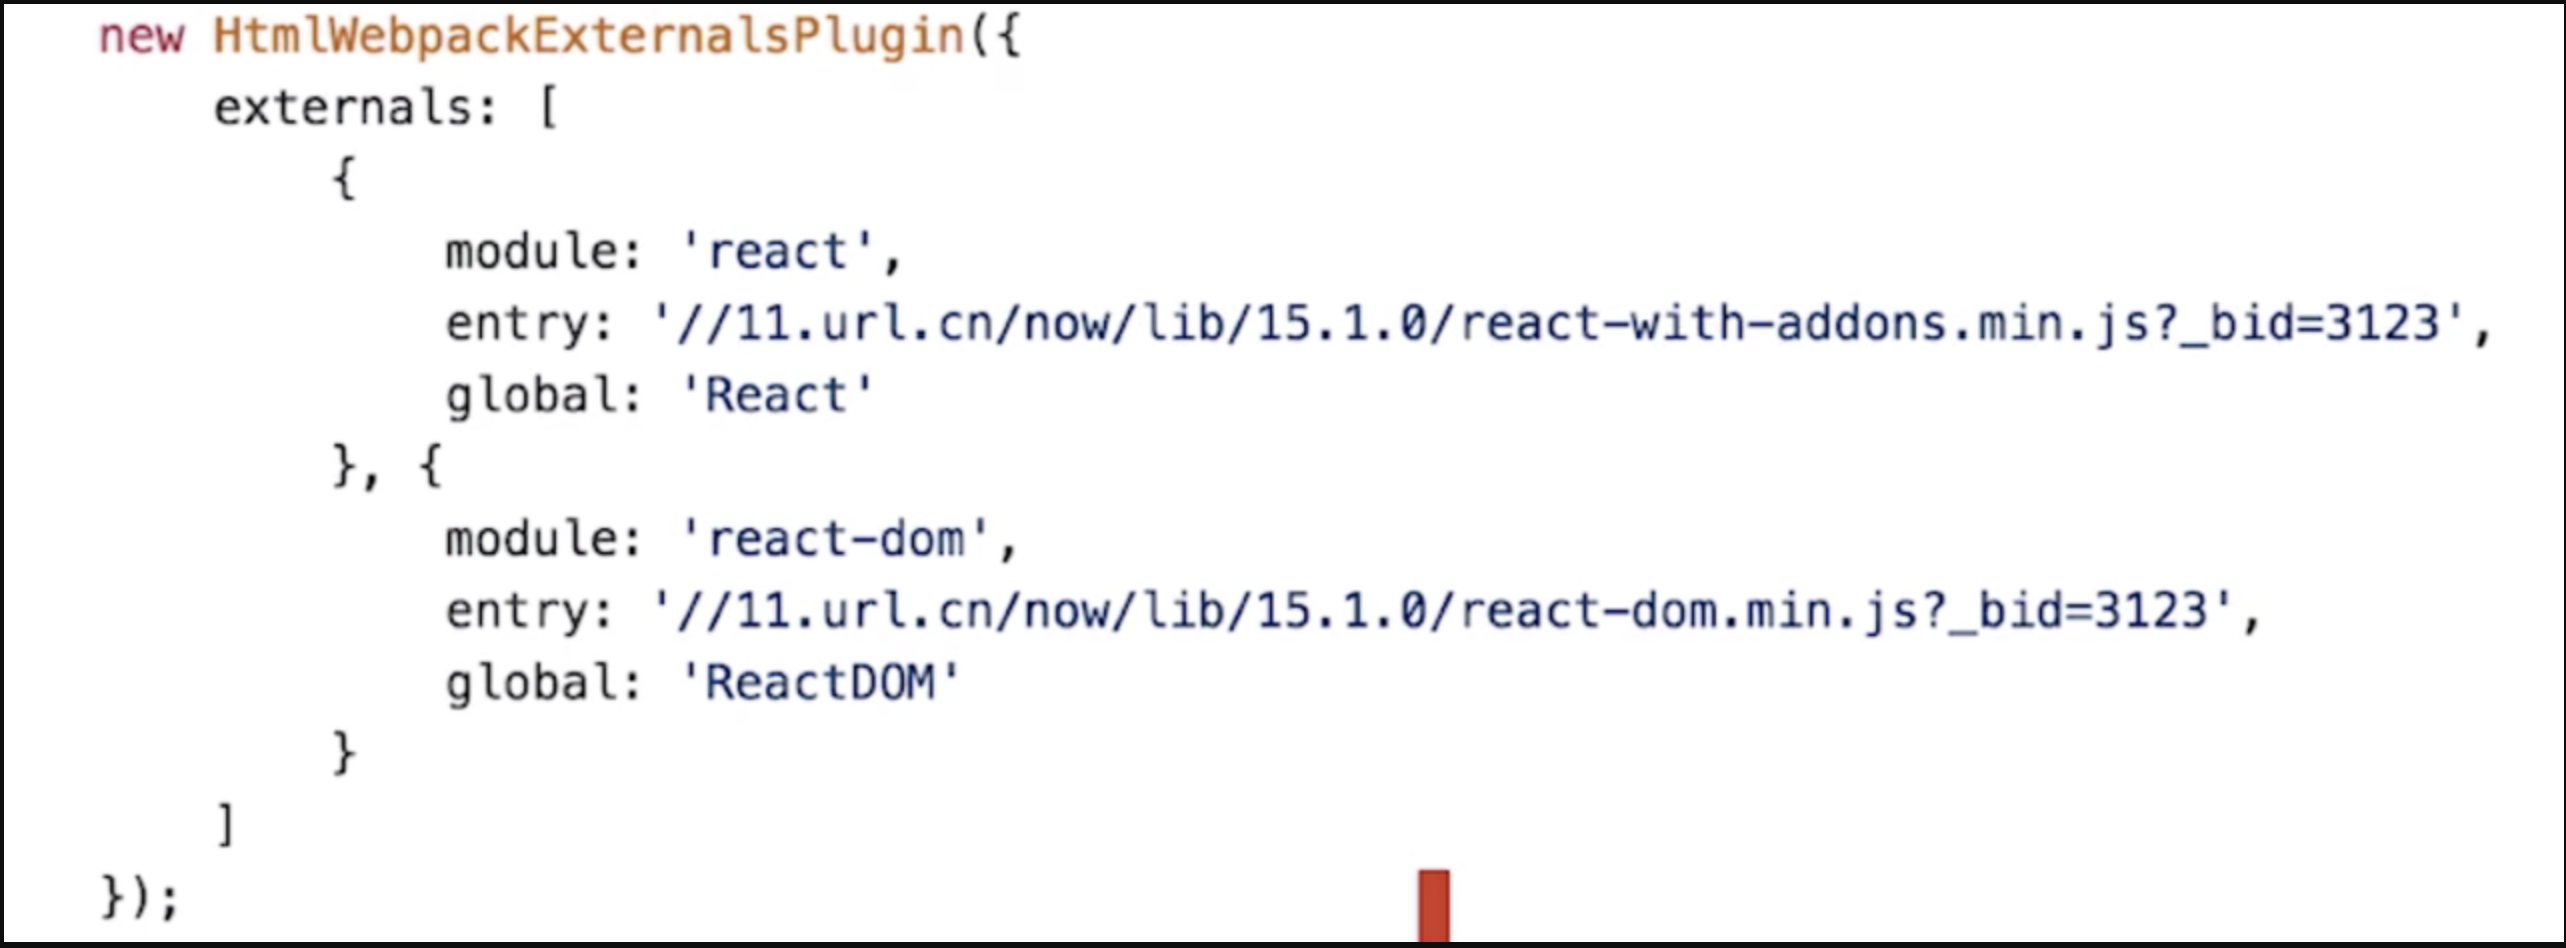 new HtmlWebpackExternalsPlugin({
externals: [
{
module: 'react',
entry: '//11.url.cn/now/lib/15.1.0/react-with-addons.min.js?_bid=3123',
global: 'React'
}, {
module: 'react-dom',
entry: '//11.url.cn/now/lib/15.1.0/react-dom.min.js?_bid=3123',
global: 'ReactDOM'
}
]
});